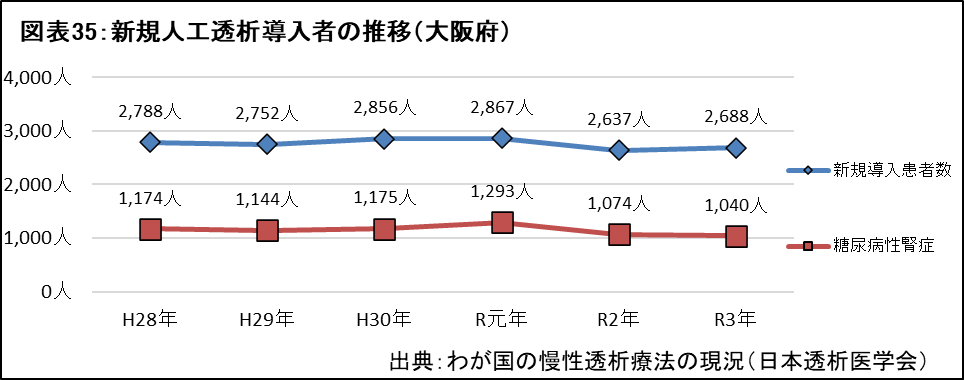 図表35：新規人工透析導入者の推移（大阪府）
4,000人
3,000人
2,000人
1,000人
0人
2,788人 2,752人 2,856人 2,867人 2,637人 2,688人
1,174人 1,144人 1,175人 1,293人 1,074人 1,040人
H28年 H29年 H30年 R元年 R2年 R3年
新規導入患者数
糖尿病性腎症
出典：わが国の慢性透析療法の現況（日本透析医学会）